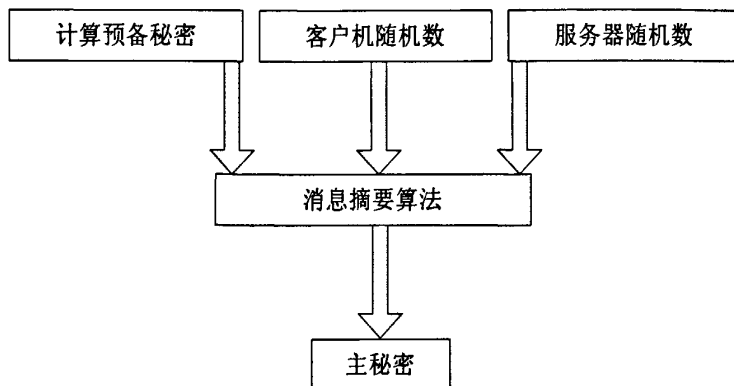 计算预备秘密
客户机随机数
服务器随机数
消息摘要算法
主秘密